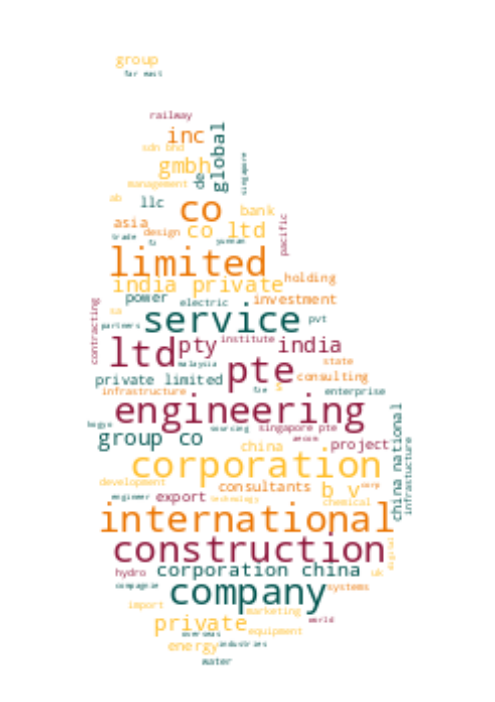 group
far east
railway
inc
global
sdn bhd
gmbh
singapore
de
management
ab
llc
co
bank
asia
design
co ltd
pacific
trade
yunnan
limited
india private
holding
power
electric
investment
contracting
sa
partners
service
pvt
ltd
pty
institute
india
malaysia
pte
state
private limited
consulting
s
infrastructure
fze
enterprise
engineering
china national
sourcing
singapore pte
group co
aecom
project
china
infrastructure
corporation
development
consultants
b v
corp
engineer
export
technology
chemical
international
construction
hydro
corporation china
uk
compagnie
company
systems
import
marketing
private
world
overseas
equipment
energy
industries
water